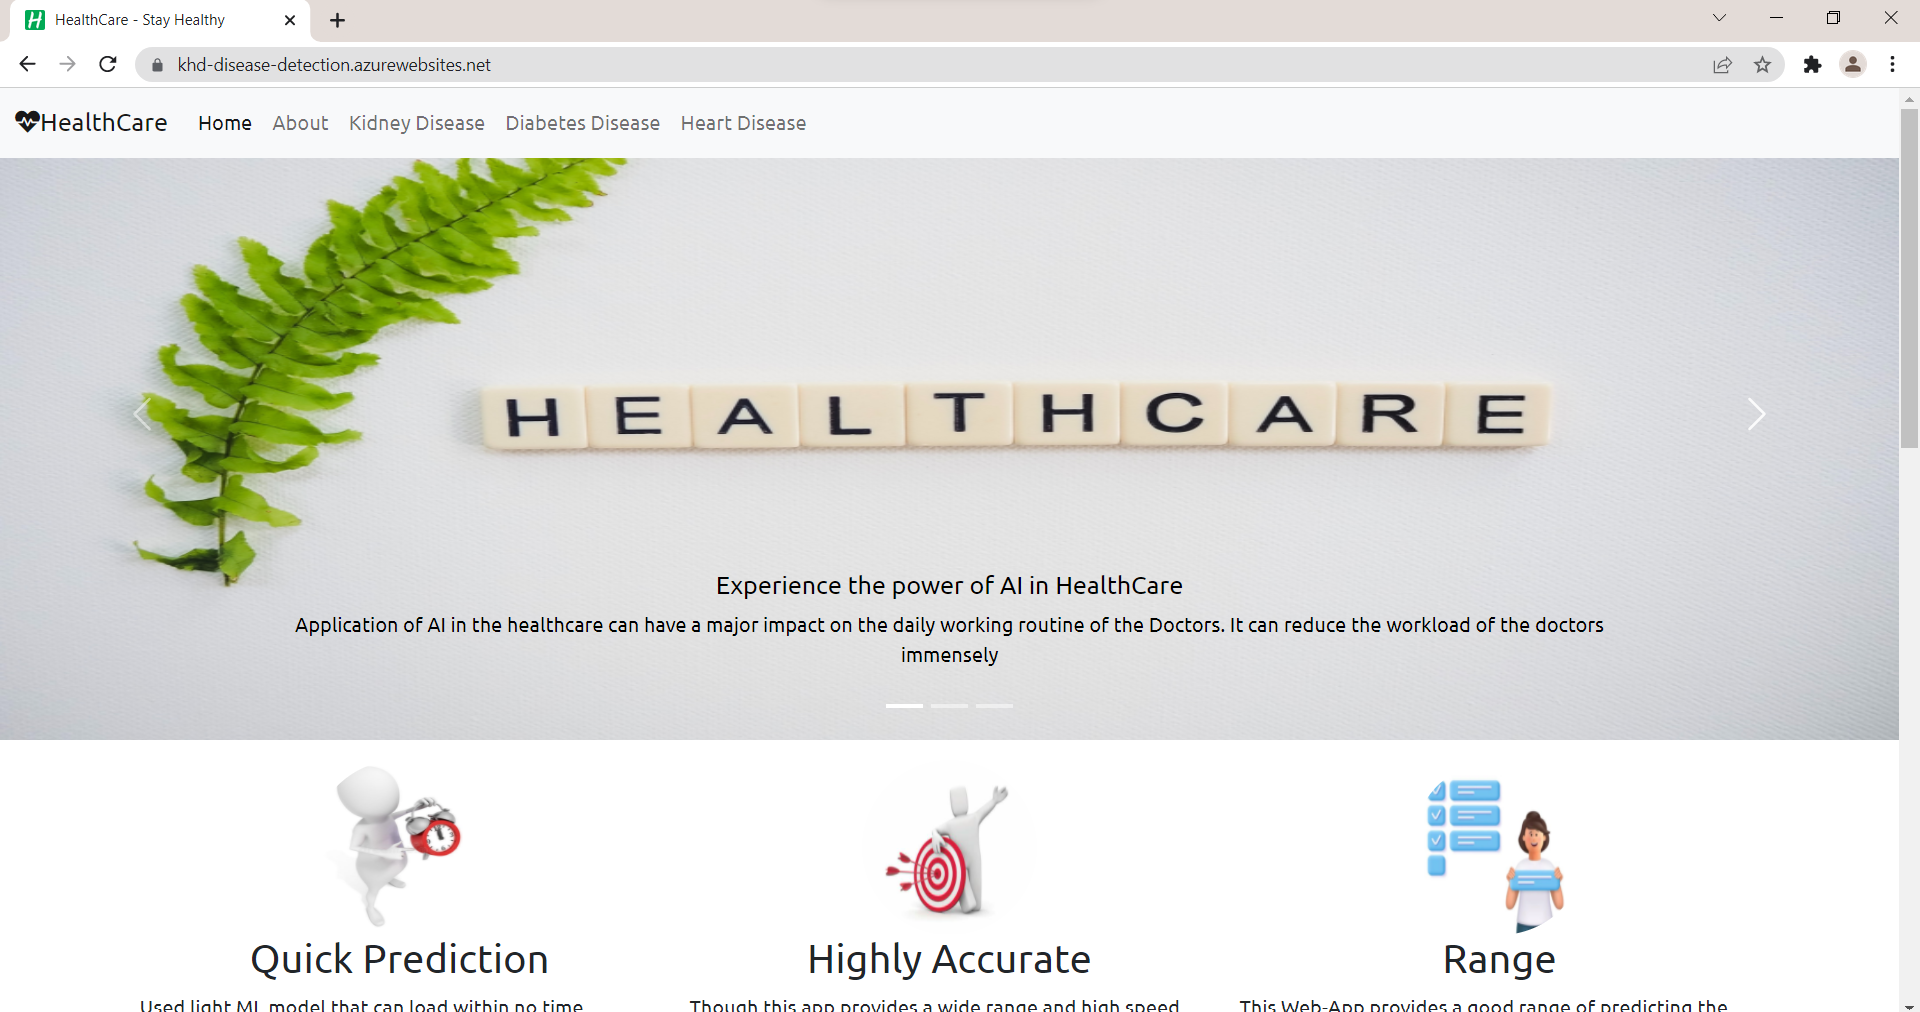 HealthCare - Stay Healthy
khd-disease-detection.azurewebsites.net
HealthCare Home About Kidney Disease Diabetes Disease Heart Disease
HEALTHCARE
Experience the power of AI in HealthCare
Application of AI in the healthcare can have a major impact on the daily working routine of the Doctors. It can reduce the workload of the doctors
immensely
Quick Prediction
Highly Accurate
Range
Used light ML model that can load within no time
Though this app provides a wide range and high speed
This Web-App provides a good range of predicting the